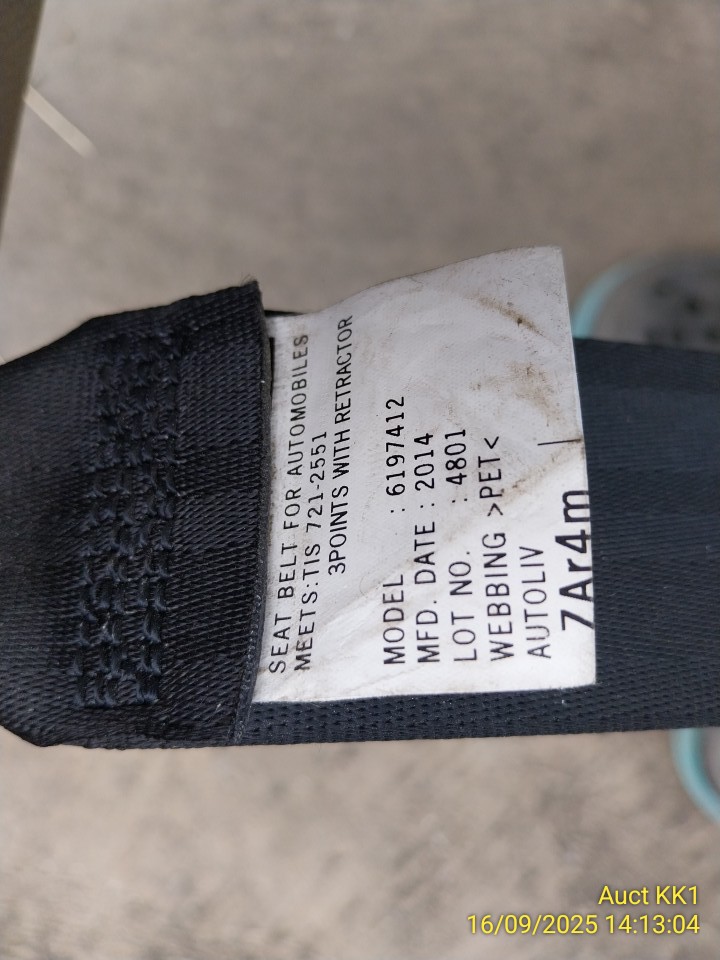 SEAT BELT FOR AUTOMOBILES
MEETS:TIS 721-2551
3POINTS WITH RETRACTOR
MODEL : 6197412
MFD. DATE : 2014
LOT NO. : 4801
WEBBING >PET<
AUTOLIV
7Ar4m
Auct KK1
16/09/2025 14:13:04